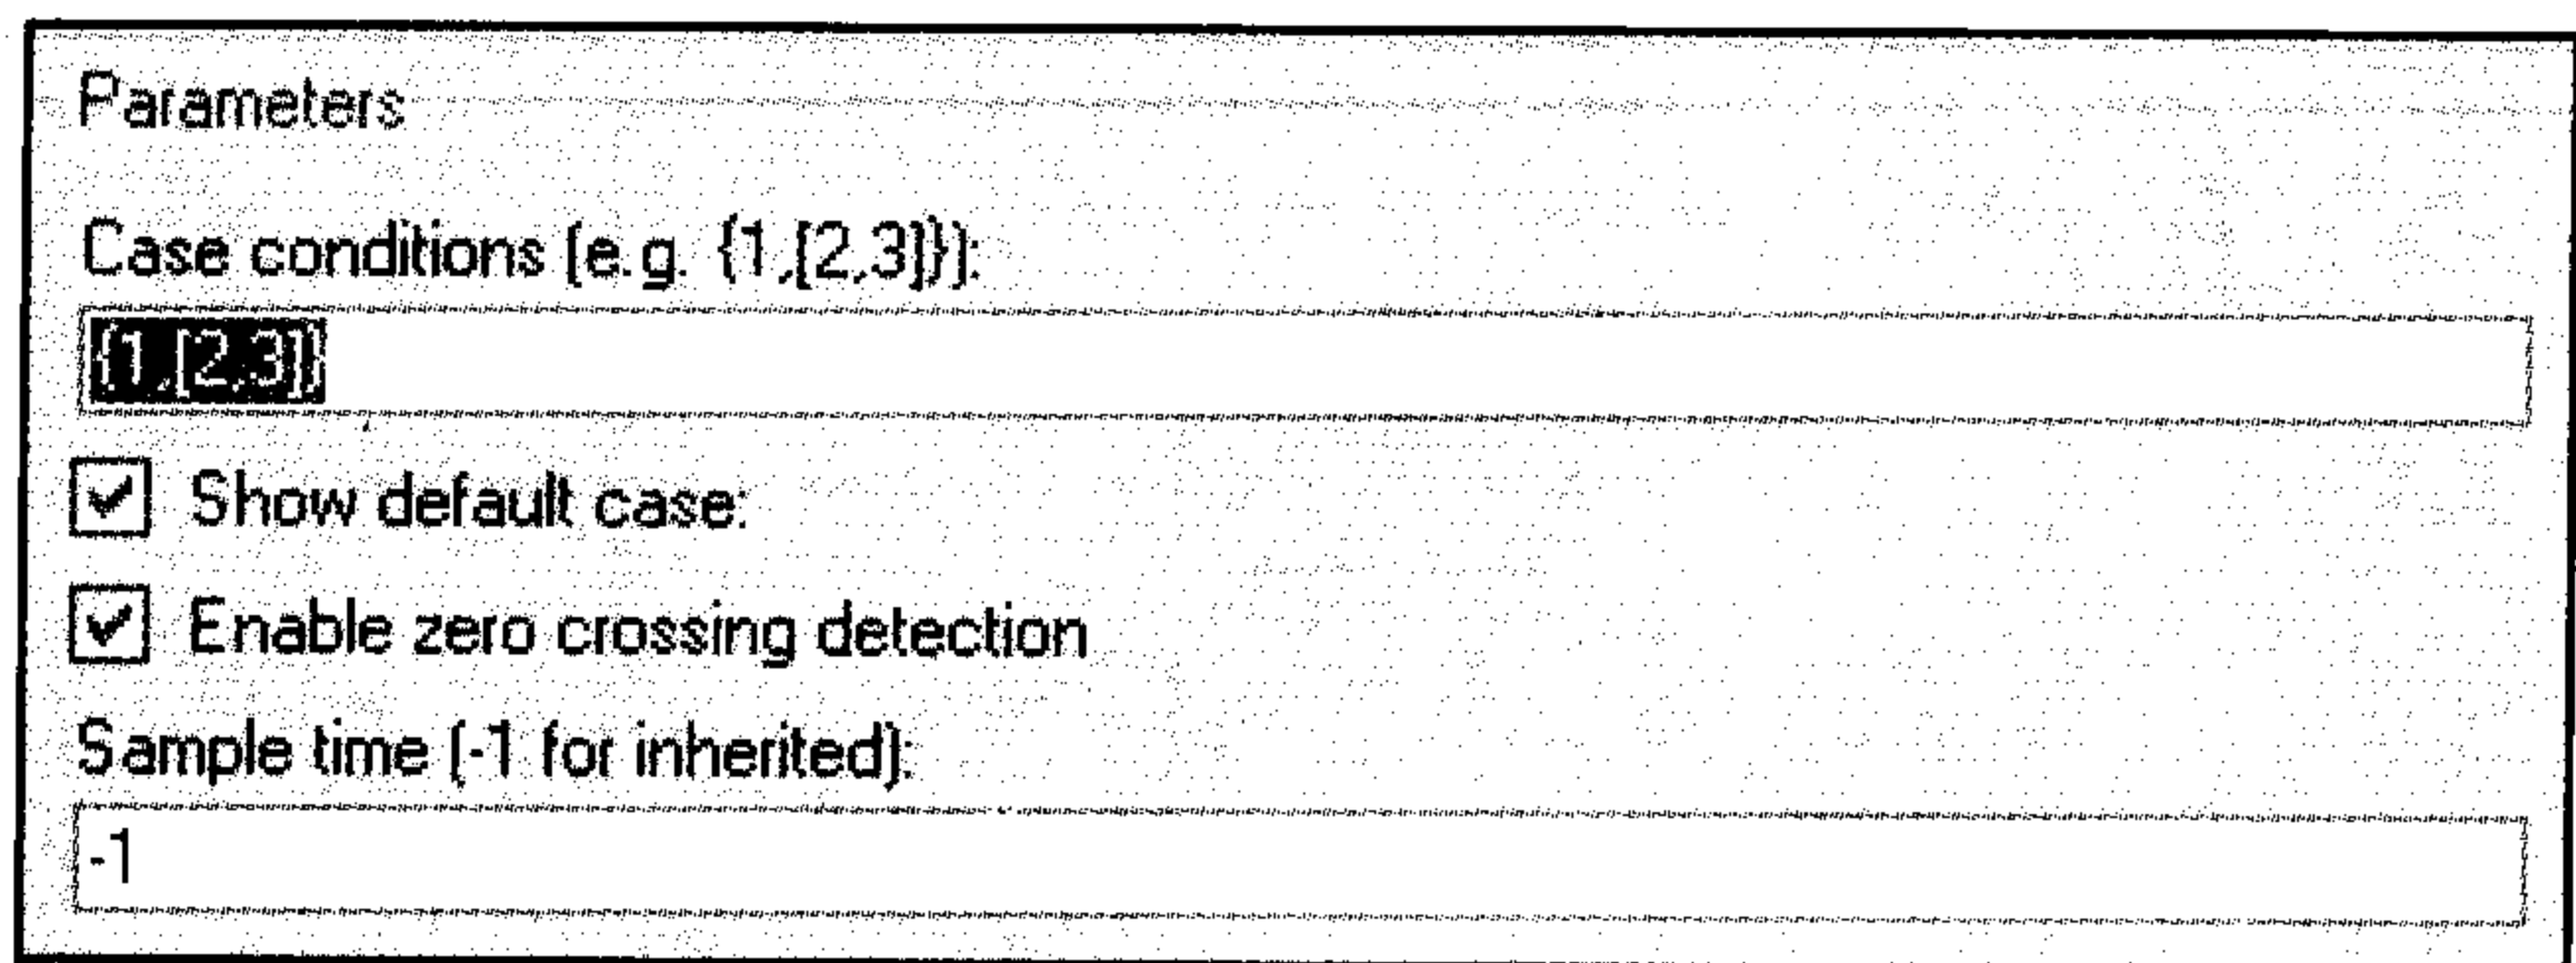 Parameters
Case conditions (e.g. {1,[2,3]}):
{1,[2,3]}
Show default case:
Enable zero crossing detection
Sample time (-1 for inherited):
-1